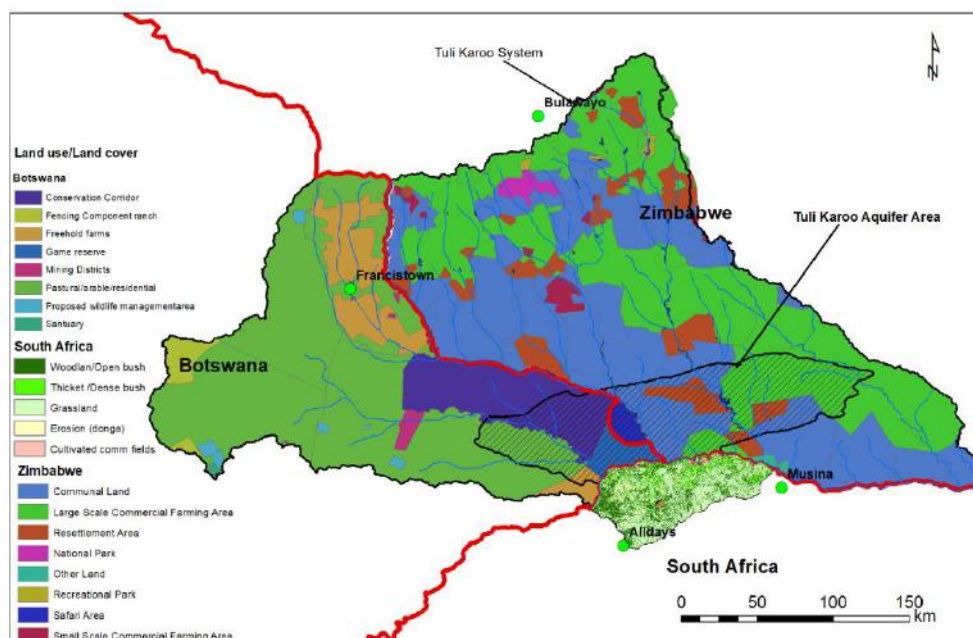 Tuli Karoo System
N
Bulawayo
Land use/Land cover
Botswana
Conservation Corridor
Fencing Component ranch
Freehold farms
Game reserve
Mining Districts
Pastural/arable/residential
Proposed wildlife managementarea
Santuary
South Africa
Woodlan/Open bush
Thicket /Dense bush
Grassland
Erosion (donga)
Cultivated comm fields
Zimbabwe
Communal Land
Large Scale Commercial Farming Area
Resettlement Area
National Park
Other Land
Recreational Park
Safari Area
Small Scale Commercial Farming Area
Zimbabwe
Tuli Karoo Aquifer Area
Francistown
Botswana
Musina
Alldays
South Africa
0 50 100 150
km